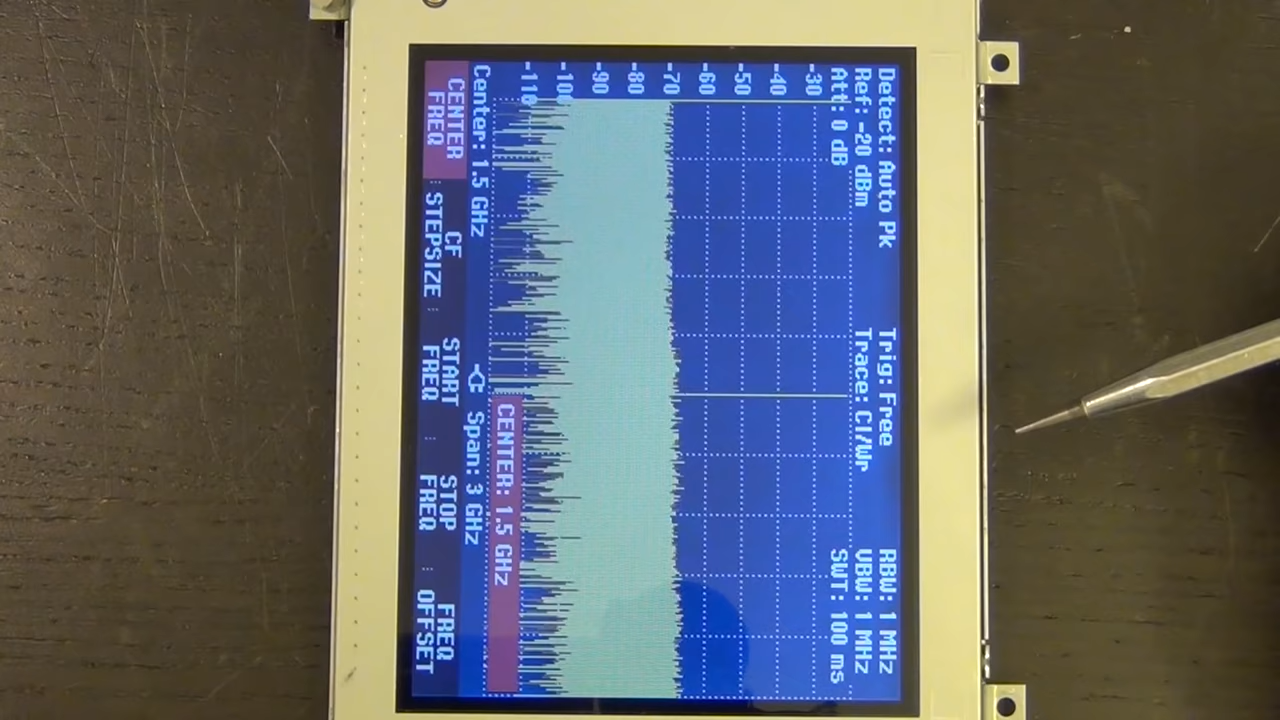 Detect: Auto Pk
Trig: Free
RBW: 1 MHz
Ref: -20 dBm
Trace: Cl/Wr
VBW: 1 MHz
Att: 0 dB
SWT: 100 ms
-30
-40
-50
-60
-70
-80
-90
-100
-110
CENTER: 1.5 GHz
Center: 1.5 GHz
Span: 3 GHz
CENTER FREQ
CF STEPSIZE
START FREQ
STOP FREQ
FREQ OFFSET